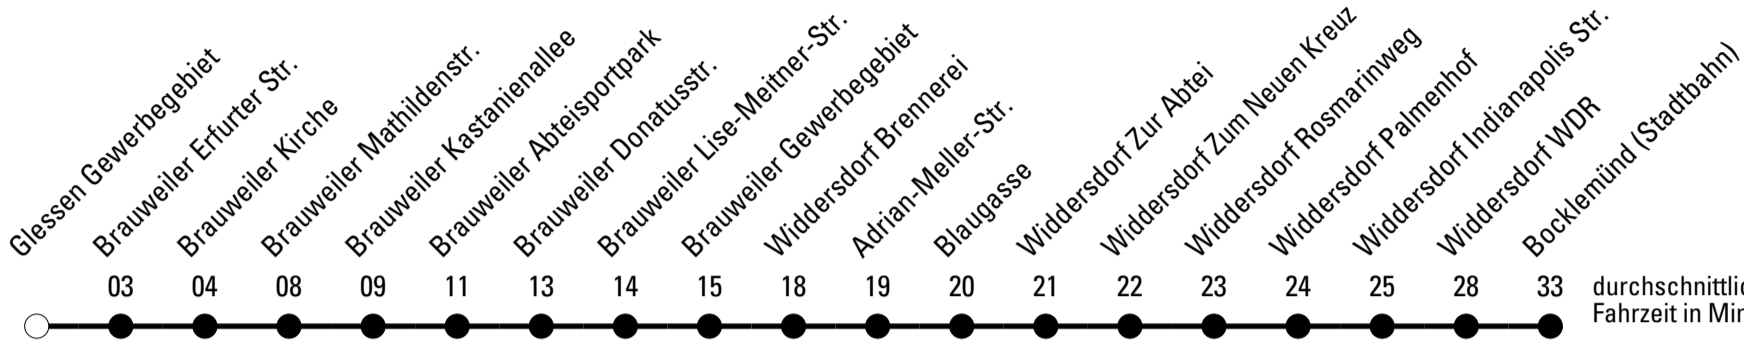 Glessen Gewerbegebiet
Brauweiler Erfurter Str.
Brauweiler Kirche
Brauweiler Mathildenstr.
Brauweiler Kastanienallee
Brauweiler Abteisportpark
Brauweiler Donatusstr.
Brauweiler Lise-Meitner-Str.
Brauweiler Gewerbegebiet
Widdersdorf Brennerei
Adrian-Meller-Str.
Blaugasse
Widdersdorf Zur Abtei
Widdersdorf Zum Neuen Kreuz
Widdersdorf Rosmarinweg
Widdersdorf Palmenhof
Widdersdorf Indianapolis Str.
Widdersdorf WDR
Bocklemünd (Stadtbahn)
03 04 08 09 11 13 14 15 18 19 20 21 22 23 24 25 28 33
Fahrzeit in